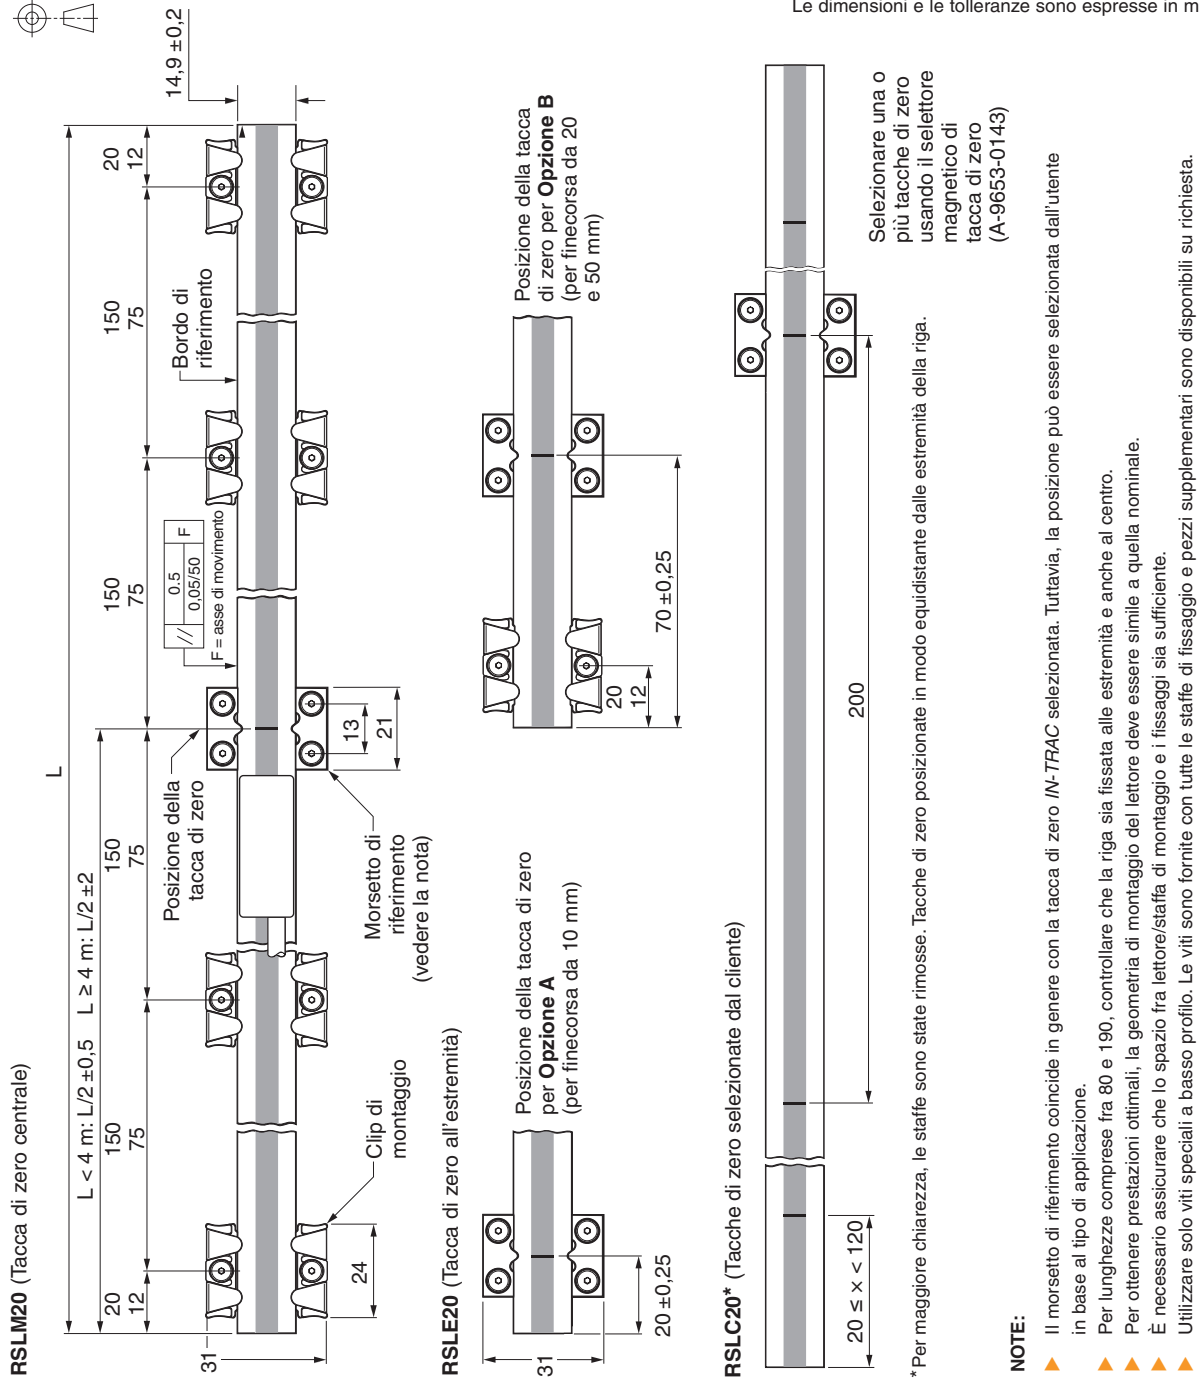 Le dimensioni e le tolleranze sono espresse in m
RSLM20 (Tacca di zero centrale)
L
L < 4 m: L/2 ±0,5   L ≥ 4 m: L/2 ±2
20
12
150
75
150
75
150
75
150
75
20
12
14,9 ±0,2
31
24
Clip di
montaggio
Posizione della
tacca di zero
Morsetto di
riferimento
(vedere la nota)
13
21
// 0.5 F
0,05/50
F = asse di movimento
Bordo di
riferimento
RSLE20 (Tacca di zero all'estremità)
Posizione della tacca di zero
per Opzione A
(per finecorsa da 10 mm)
31
20 ±0,25
Posizione della tacca
di zero per Opzione B
(per finecorsa da 20
e 50 mm)
20
12
70 ±0,25
RSLC20* (Tacche di zero selezionate dal cliente)
20 ≤ × < 120
200
Selezionare una o
più tacche di zero
usando il selettore
magnetico di
tacca di zero
(A-9653-0143)
* Per maggiore chiarezza, le staffe sono state rimosse. Tacche di zero posizionate in modo equidistante dalle estremità della riga.
NOTE:
▶ Il morsetto di riferimento coincide in genere con la tacca di zero IN-TRAC selezionata. Tuttavia, la posizione può essere selezionata dall'utente
in base al tipo di applicazione.
▶ Per lunghezze comprese fra 80 e 190, controllare che la riga sia fissata alle estremità e anche al centro.
▶ Per ottenere prestazioni ottimali, la geometria di montaggio del lettore deve essere simile a quella nominale.
▶ È necessario assicurare che lo spazio fra lettore/staffa di montaggio e i fissaggi sia sufficiente.
▶ Utilizzare solo viti speciali a basso profilo. Le viti sono fornite con tutte le staffe di fissaggio e pezzi supplementari sono disponibili su richiesta.